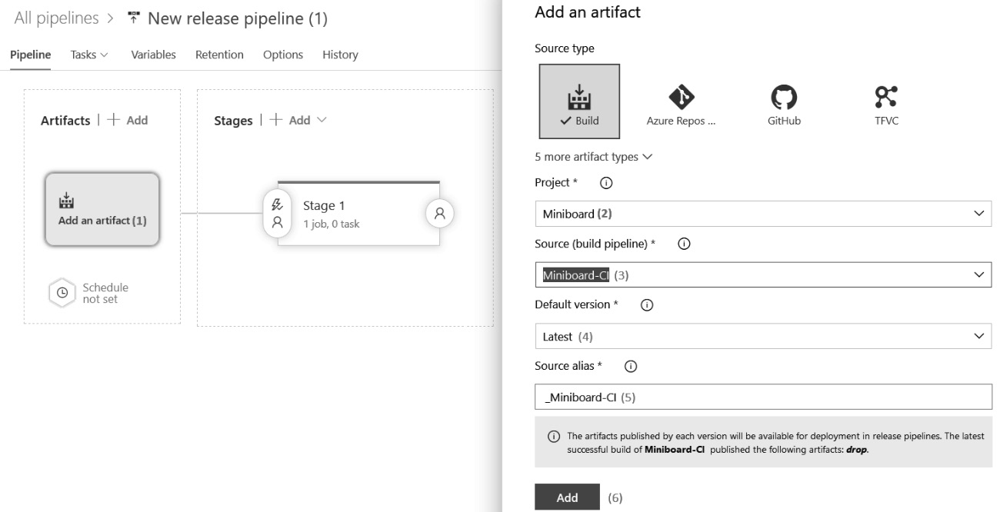 All pipelines > New release pipeline (1)
Pipeline Tasks Variables Retention Options History
Artifacts | + Add
Stages | + Add
Add an artifact (1)
Schedule
not set
Stage 1
1 job, 0 task
Add an artifact
Source type
Build
Azure Repos ...
GitHub
TFVC
5 more artifact types
Project *
Miniboard (2)
Source (build pipeline) *
Miniboard-CI (3)
Default version *
Latest (4)
Source alias *
_Miniboard-CI (5)
The artifacts published by each version will be available for deployment in release pipelines. The latest
successful build of Miniboard-CI published the following artifacts: drop.
Add (6)